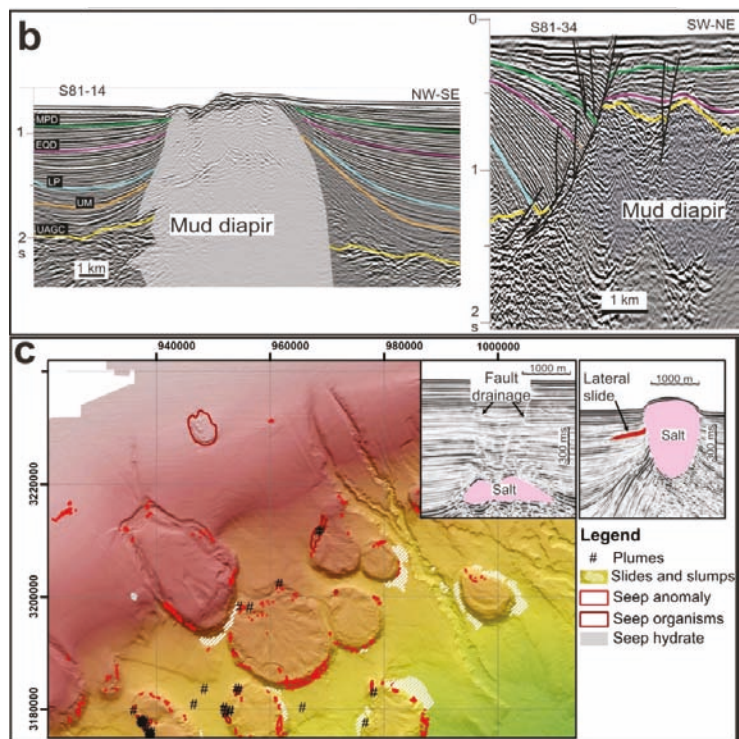 b
S81-14
NW-SE
MPD
EQD
LP
UM
UAGC
1
2
s
Mud diapir
1 km
S81-34
SW-NE
0
1
2
s
Mud diapir
1 km
c
940000
960000
980000
1000000
3220000
3200000
3180000
Fault
drainage
1000 m
300 ms
Salt
Lateral
slide
1000 m
300 ms
Salt
Legend
# Plumes
Slides and slumps
Seep anomaly
Seep organisms
Seep hydrate
#
#
#
#
#
#
#
#
#
#
#
#